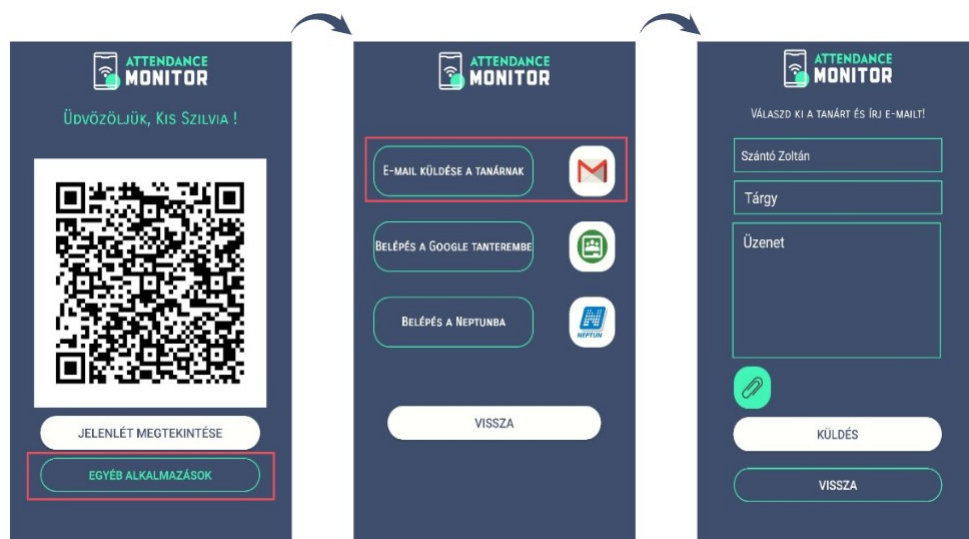 ATTENDANCE
MONITOR
Üdvözöljük, Kis Szilvia !
JELENLÉT MEGTEKINTÉSE
EGYÉB ALKALMAZÁSOK
ATTENDANCE
MONITOR
E-mail küldése a tanárnak
Belépés a Google tanterembe
Belépés a Neptunba
NEPTUN
VISSZA
ATTENDANCE
MONITOR
Válaszd ki a tanárt és írj e-mailt!
Szántó Zoltán
Tárgy
Üzenet
KÜLDÉS
VISSZA